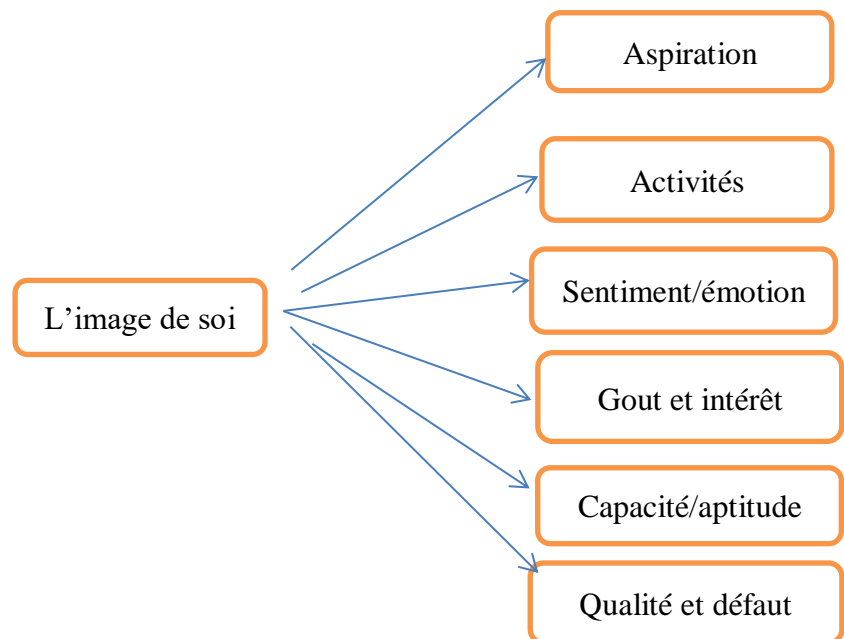 Aspiration
Activités
Sentiment/émotion
L’image de soi
Gout et intérêt
Capacité/aptitude
Qualité et défaut